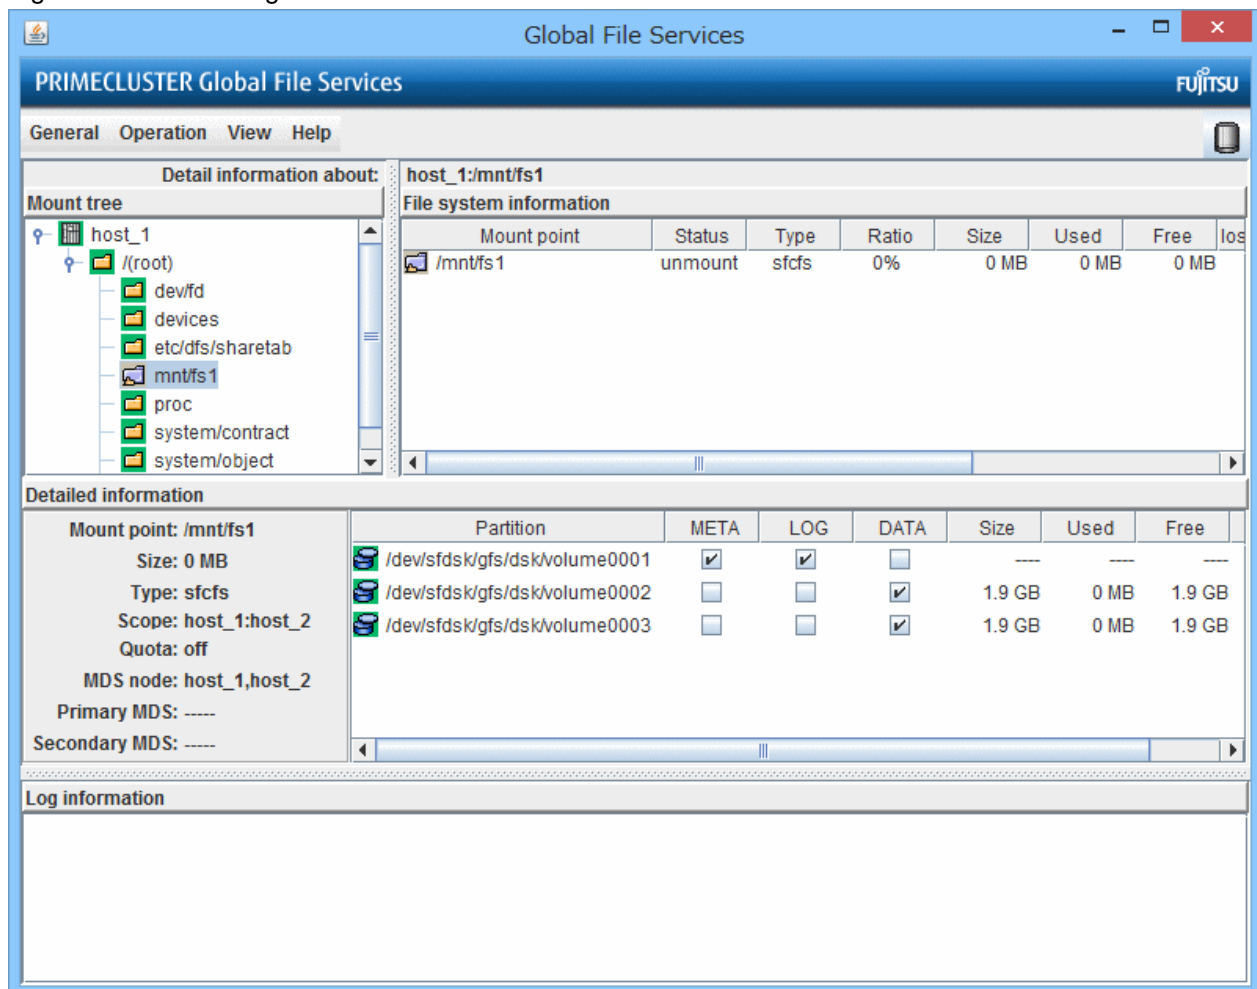 Global File Services
PRIMECLUSTER Global File Services
FUJITSU
General Operation View Help
Detail information about: host_1:/mnt/fs1
Mount tree
File system information
host_1
/(root)
dev/fd
devices
etc/dfs/sharetab
mnt/fs1
proc
system/contract
system/object
Mount point Status Type Ratio Size Used Free los
/mnt/fs1 unmount sfcfs 0% 0 MB 0 MB 0 MB
Detailed information
Mount point: /mnt/fs1
Size: 0 MB
Type: sfcfs
Scope: host_1:host_2
Quota: off
MDS node: host_1,host_2
Primary MDS: -----
Secondary MDS: -----
Partition META LOG DATA Size Used Free
/dev/sfdsk/gfs/dsk/volume0001 ---- ---- ----
/dev/sfdsk/gfs/dsk/volume0002 1.9 GB 0 MB 1.9 GB
/dev/sfdsk/gfs/dsk/volume0003 1.9 GB 0 MB 1.9 GB
Log information